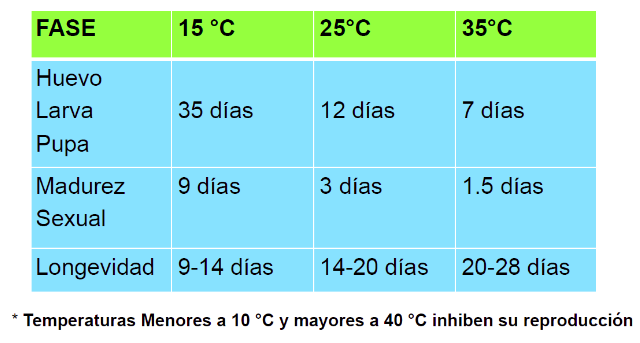 FASE 15 °C 25°C 35°C
Huevo
Larva 35 días 12 días 7 días
Pupa
Madurez 9 días 3 días 1.5 días
Sexual
Longevidad 9-14 días 14-20 días 20-28 días
* Temperaturas Menores a 10 °C y mayores a 40 °C inhiben su reproducción